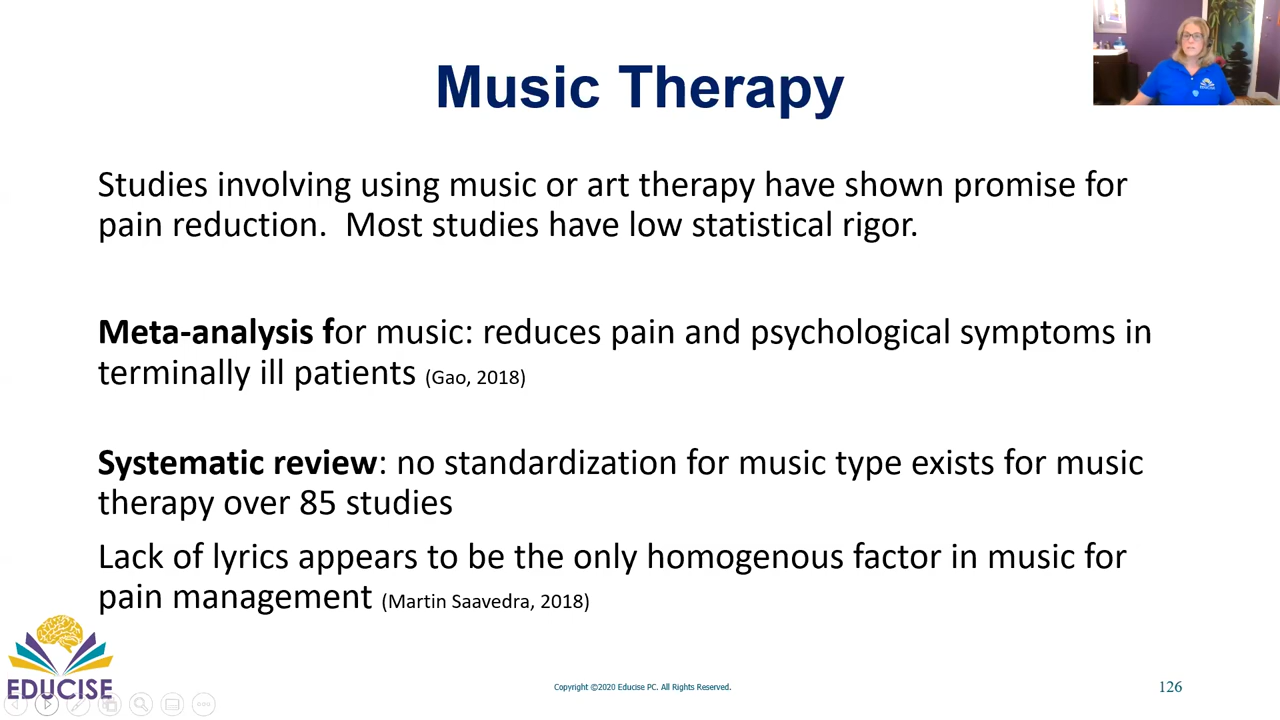 Music Therapy
Studies involving using music or art therapy have shown promise for
pain reduction.  Most studies have low statistical rigor.
Meta-analysis for music: reduces pain and psychological symptoms in
terminally ill patients (Gao, 2018)
Systematic review: no standardization for music type exists for music
therapy over 85 studies
Lack of lyrics appears to be the only homogenous factor in music for
pain management (Martin Saavedra, 2018)
EDUCISE
Copyright ©2020 Educise PC. All Rights Reserved.
126
EDUCISE